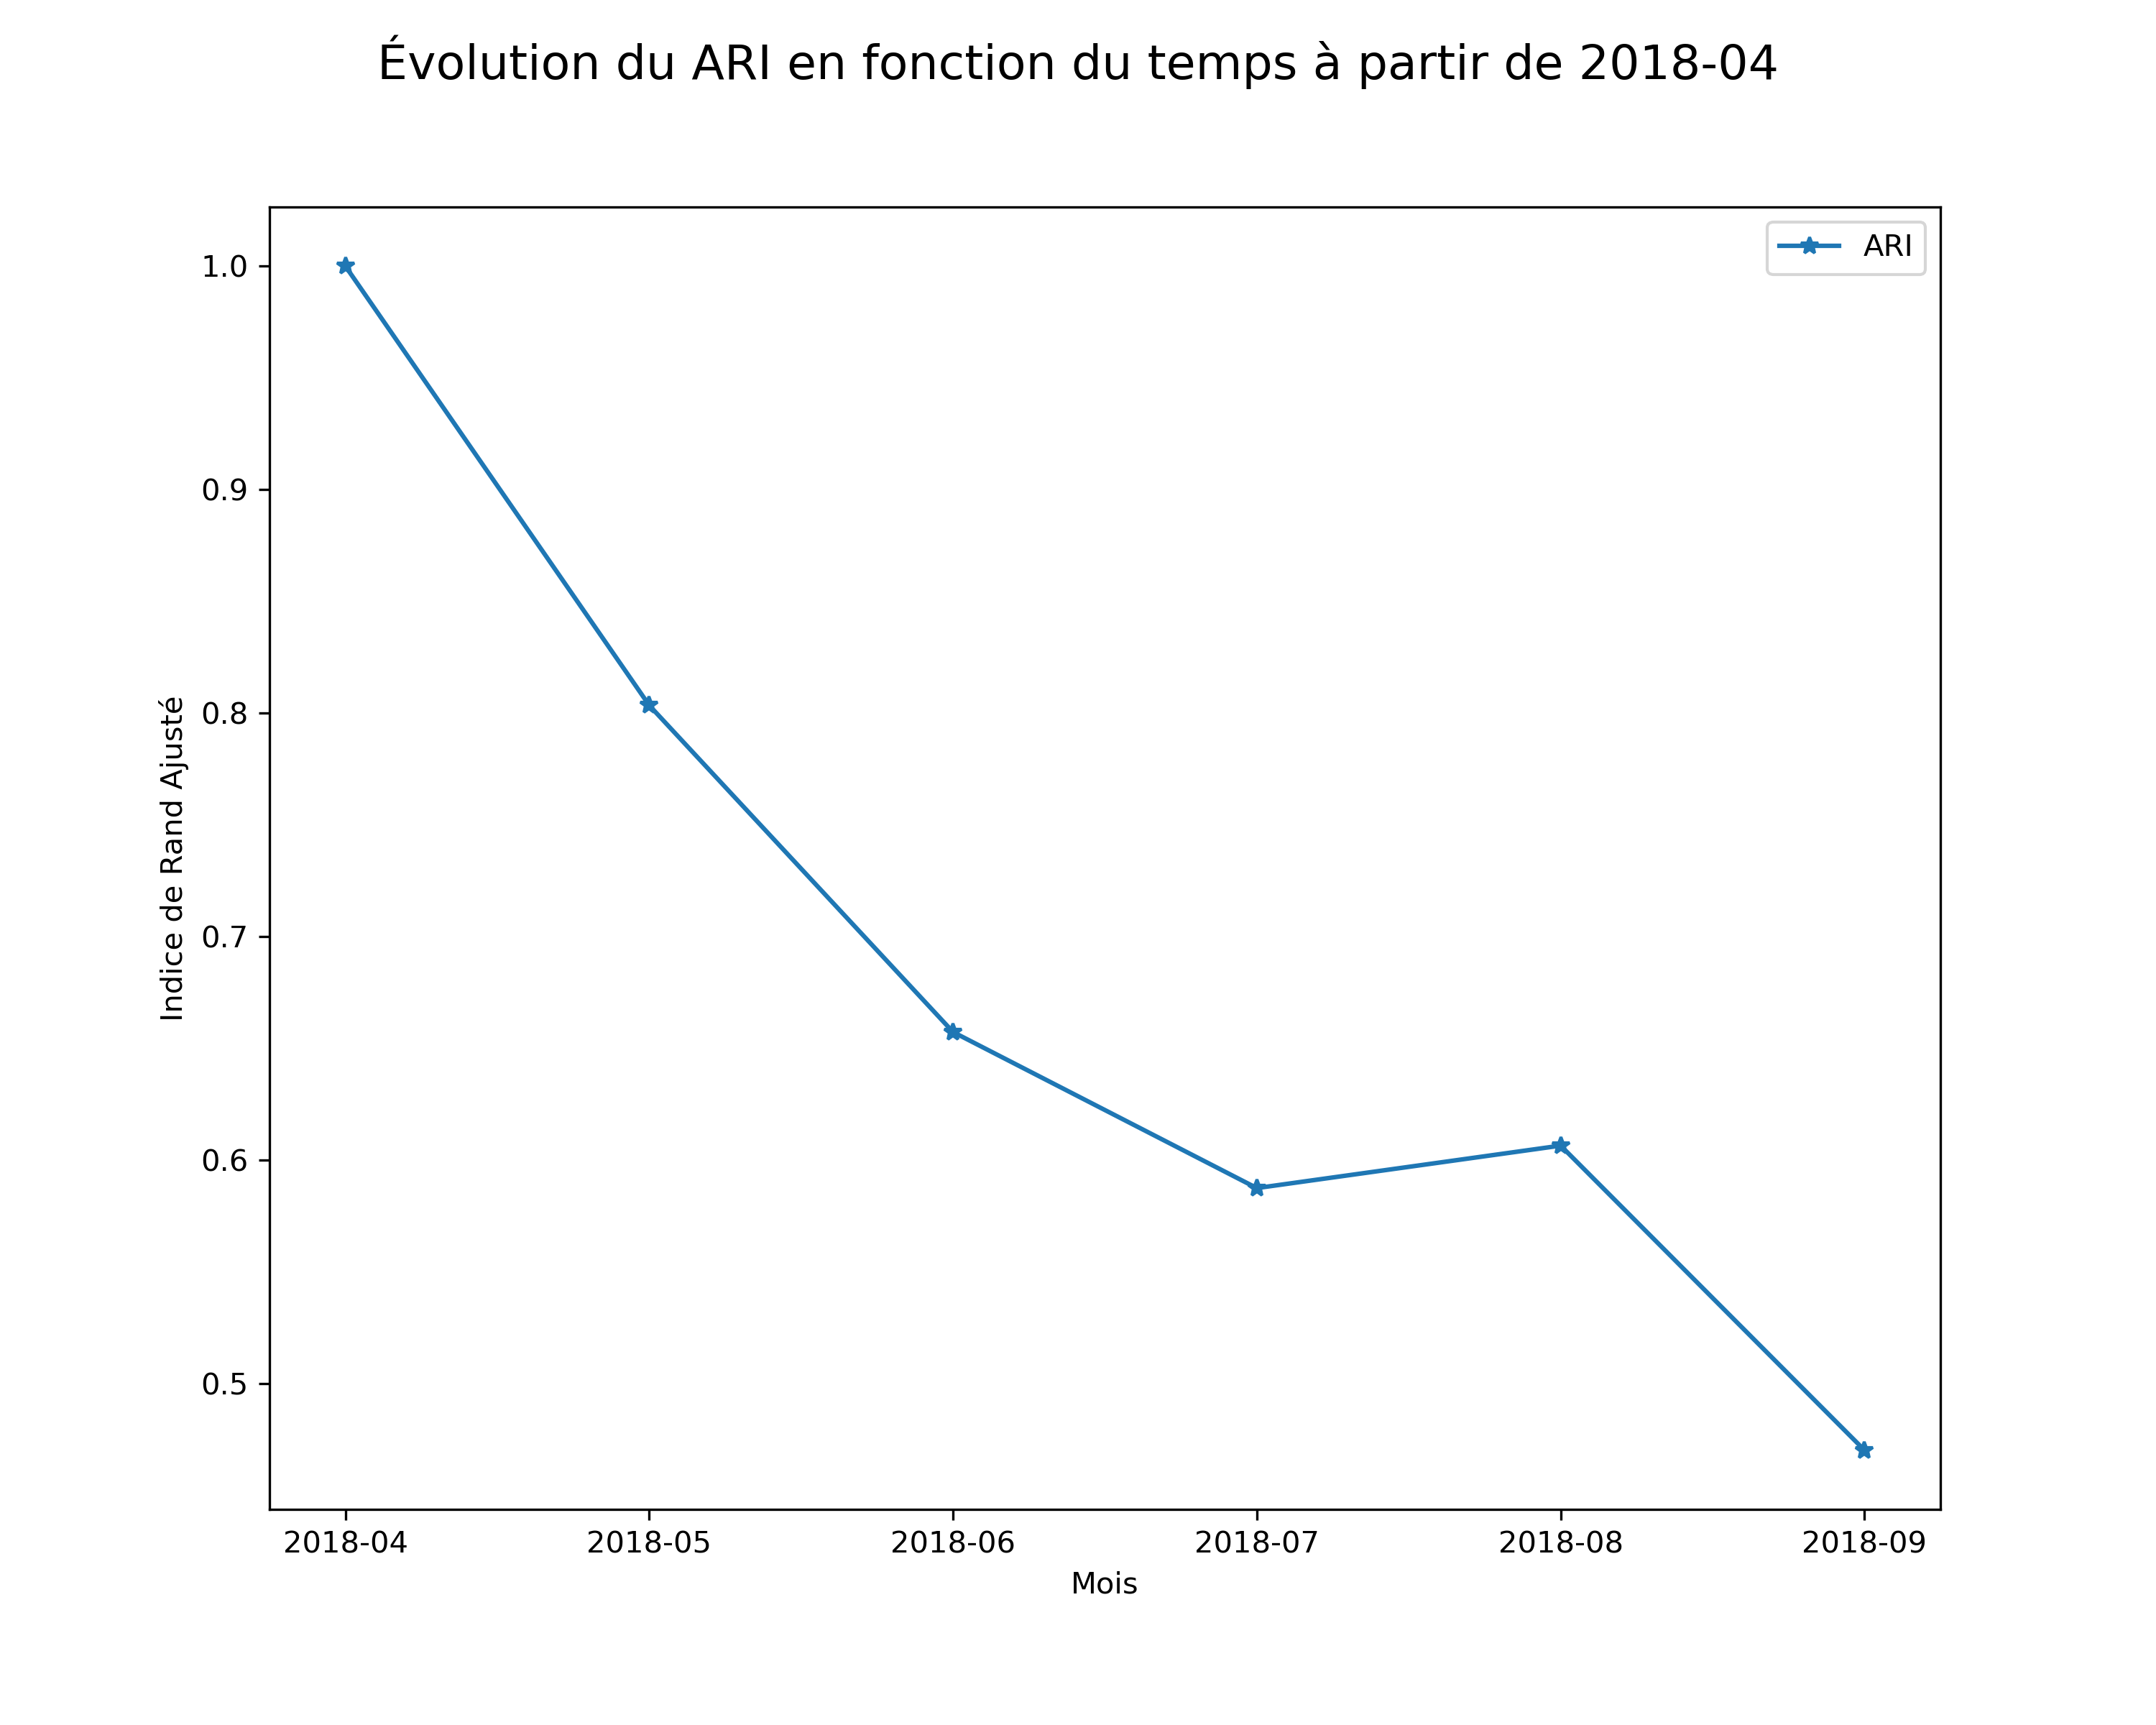 Évolution du ARI en fonction du temps à partir de 2018-04
ARI
1.0
0.9
0.8
0.7
0.6
0.5
Indice de Rand Ajusté
2018-04 2018-05 2018-06 2018-07 2018-08 2018-09
Mois